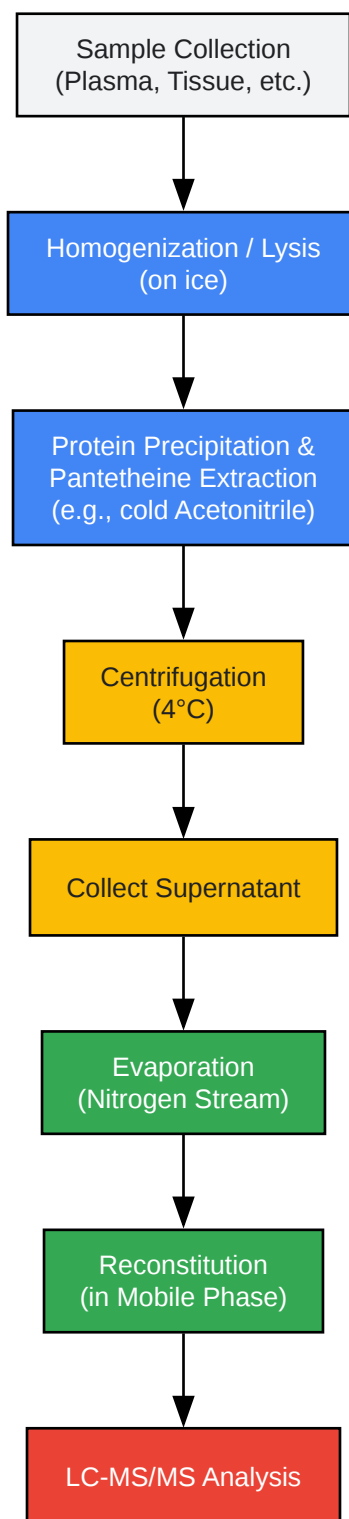 Sample Collection
(Plasma, Tissue, etc.)
Homogenization / Lysis
(on ice)
Protein Precipitation &
Pantetheine Extraction
(e.g., cold Acetonitrile)
Centrifugation
(4°C)
Collect Supernatant
Evaporation
(Nitrogen Stream)
Reconstitution
(in Mobile Phase)
LC-MS/MS Analysis